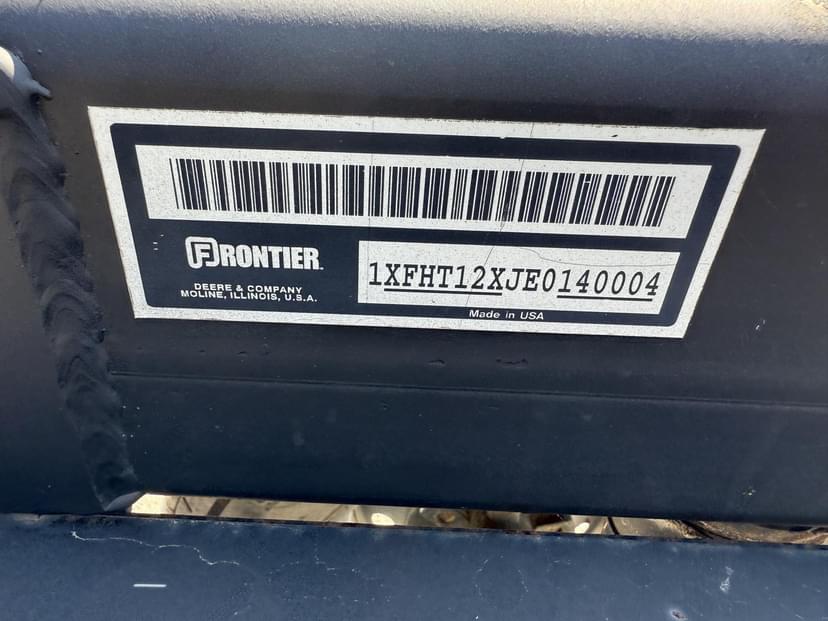 FRONTIER
DEERE & COMPANY
MOLINE, ILLINOIS, U.S.A.
1XFHT12XJE0140004
Made in USA